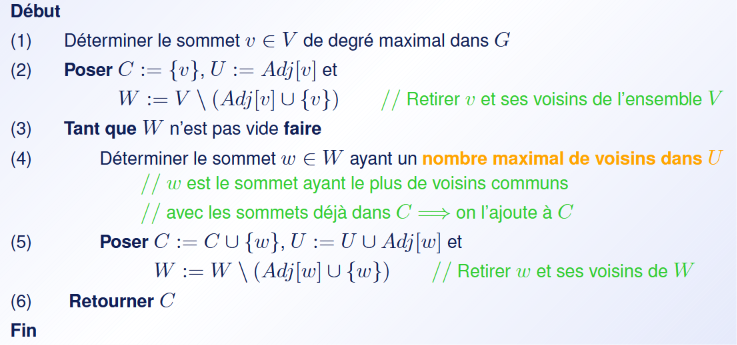 Début
(1) Déterminer le sommet v ∈ V de degré maximal dans G
(2) Poser C := {v}, U := Adj[v] et
W := V \ (Adj[v] ∪ {v}) // Retirer v et ses voisins de l'ensemble V
(3) Tant que W n'est pas vide faire
(4) Déterminer le sommet w ∈ W ayant un nombre maximal de voisins dans U
// w est le sommet ayant le plus de voisins communs
// avec les sommets déjà dans C ⟹ on l'ajoute à C
(5) Poser C := C ∪ {w}, U := U ∪ Adj[w] et
W := W \ (Adj[w] ∪ {w}) // Retirer w et ses voisins de W
(6) Retourner C
Fin